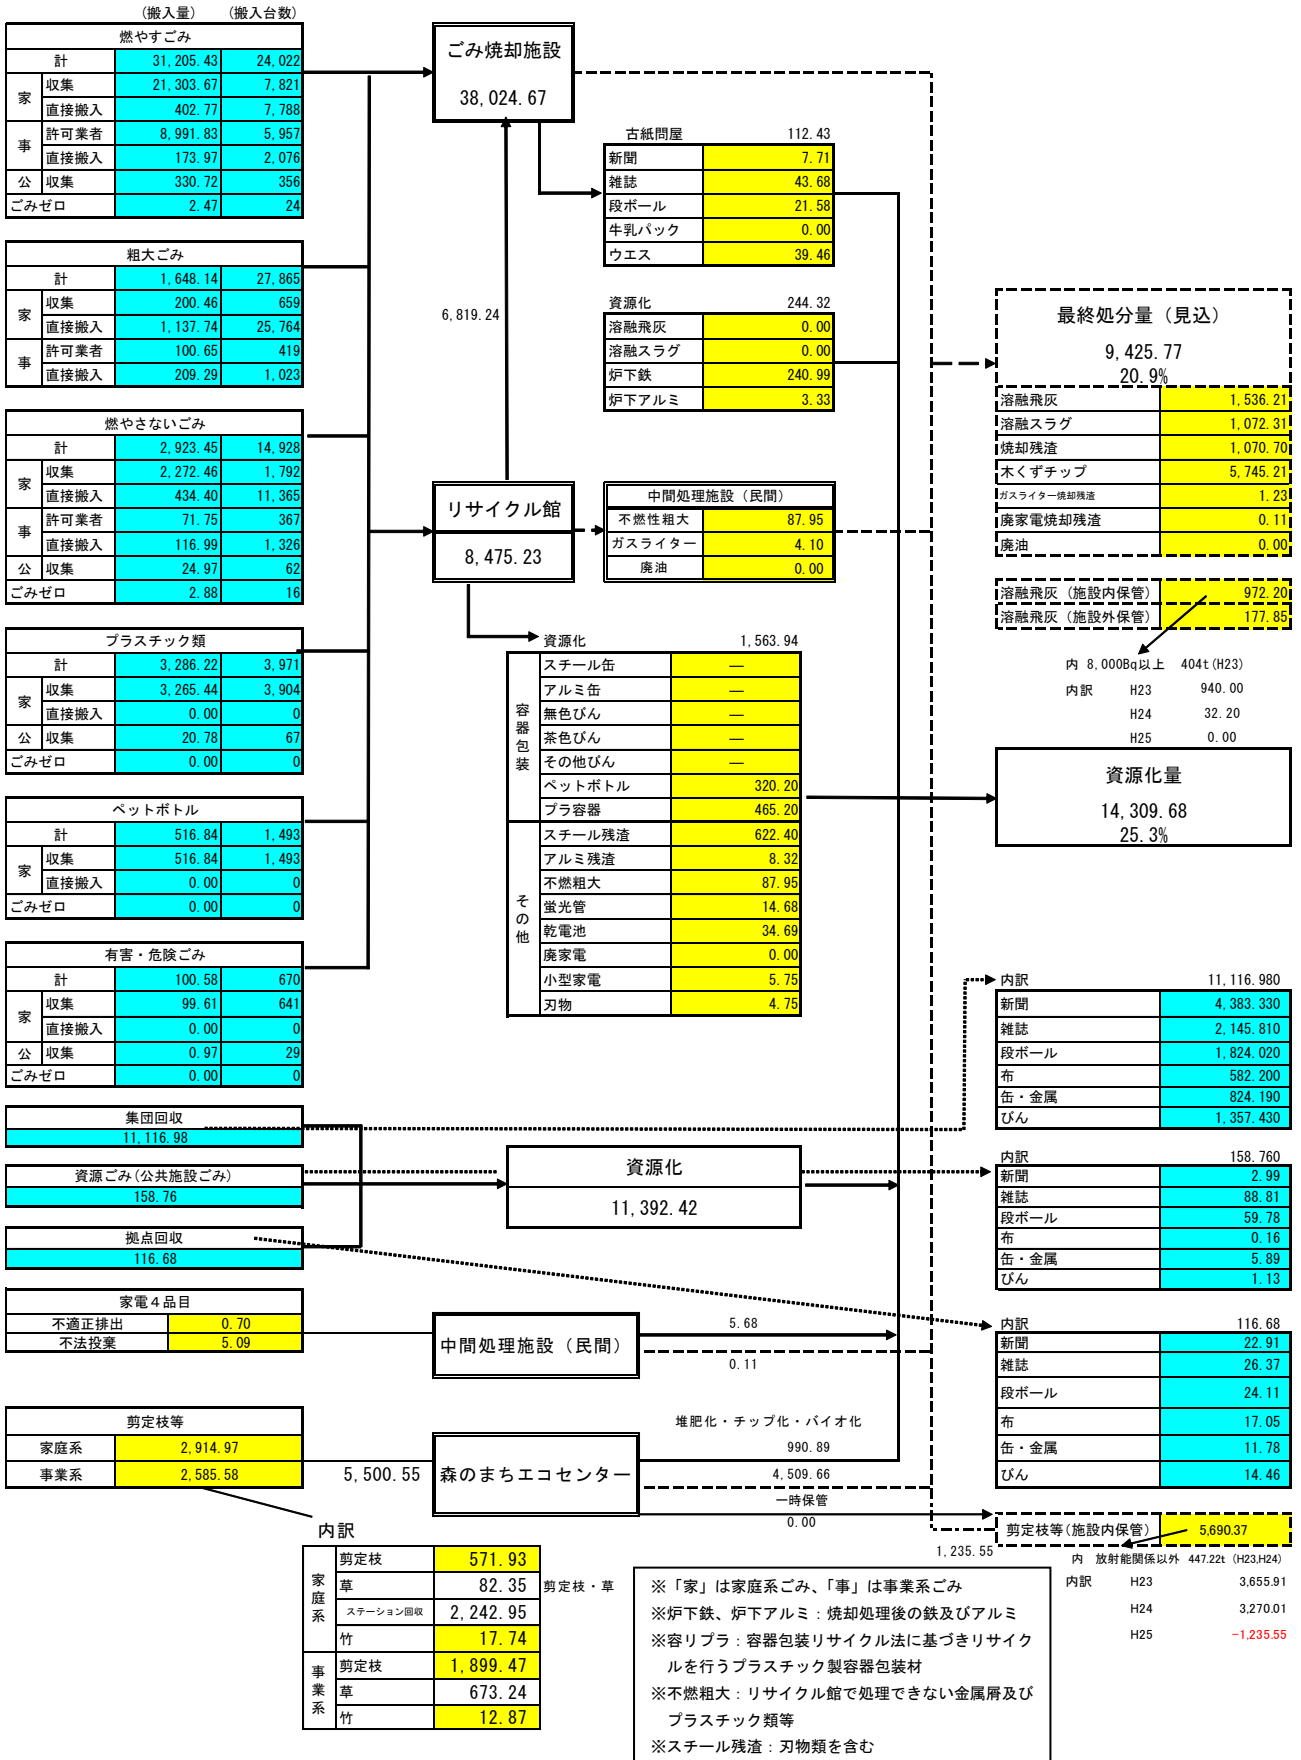 (搬入量) (搬入台数)
燃やすごみ
計 31,205.43 24,022
家 収集 21,303.67 7,821
直接搬入 402.77 7,788
事 許可業者 8,991.83 5,957
直接搬入 173.97 2,076
公 収集 330.72 356
ごみゼロ 2.47 24
粗大ごみ
計 1,648.14 27,865
家 収集 200.46 659
直接搬入 1,137.74 25,764
事 許可業者 100.65 419
直接搬入 209.29 1,023
燃やさないごみ
計 2,923.45 14,928
家 収集 2,272.46 1,792
直接搬入 434.40 11,365
事 許可業者 71.75 367
直接搬入 116.99 1,326
公 収集 24.97 62
ごみゼロ 2.88 16
プラスチック類
計 3,286.22 3,971
家 収集 3,265.44 3,904
直接搬入 0.00 0
公 収集 20.78 67
ごみゼロ 0.00 0
ペットボトル
計 516.84 1,493
家 収集 516.84 1,493
直接搬入 0.00 0
ごみゼロ 0.00 0
有害・危険ごみ
計 100.58 670
家 収集 99.61 641
直接搬入 0.00 0
公 収集 0.97 29
ごみゼロ 0.00 0
集団回収
11,116.98
資源ごみ(公共施設ごみ)
158.76
拠点回収
116.68
家電４品目
不適正排出 0.70
不法投棄 5.09
剪定枝等
家庭系 2,914.97
事業系 2,585.58
5,500.55
内訳
家庭系 剪定枝 571.93
草 82.35
ステーション回収 2,242.95
竹 17.74
事業系 剪定枝 1,899.47
草 673.24
竹 12.87
剪定枝・草
ごみ焼却施設
38,024.67
6,819.24
古紙問屋 112.43
新聞 7.71
雑誌 43.68
段ボール 21.58
牛乳パック 0.00
ウエス 39.46
資源化 244.32
溶融飛灰 0.00
溶融スラグ 0.00
炉下鉄 240.99
炉下アルミ 3.33
リサイクル館
8,475.23
中間処理施設（民間）
不燃性粗大 87.95
ガスライター 4.10
廃油 0.00
資源化 1,563.94
容器包装 スチール缶 ―
アルミ缶 ―
無色びん ―
茶色びん ―
その他びん ―
ペットボトル 320.20
プラ容器 465.20
その他 スチール残渣 622.40
アルミ残渣 8.32
不燃粗大 87.95
蛍光管 14.68
乾電池 34.69
廃家電 0.00
小型家電 5.75
刃物 4.75
資源化
11,392.42
中間処理施設（民間）
5.68
0.11
森のまちエコセンター
堆肥化・チップ化・バイオ化
990.89
4,509.66
一時保管
0.00
1,235.55
最終処分量（見込）
9,425.77
20.9%
溶融飛灰 1,536.21
溶融スラグ 1,072.31
焼却残渣 1,070.70
木くずチップ 5,745.21
ガスライター焼却残渣 1.23
廃家電焼却残渣 0.11
廃油 0.00
溶融飛灰（施設内保管） 972.20
溶融飛灰（施設外保管） 177.85
内 8,000Bq以上 404t(H23)
内訳 H23 940.00
H24 32.20
H25 0.00
資源化量
14,309.68
25.3%
内訳 11,116.980
新聞 4,383.330
雑誌 2,145.810
段ボール 1,824.020
布 582.200
缶・金属 824.190
びん 1,357.430
内訳 158.760
新聞 2.99
雑誌 88.81
段ボール 59.78
布 0.16
缶・金属 5.89
びん 1.13
内訳 116.68
新聞 22.91
雑誌 26.37
段ボール 24.11
布 17.05
缶・金属 11.78
びん 14.46
剪定枝等(施設内保管) 5,690.37
内 放射能関係以外 447.22t (H23,H24)
内訳 H23 3,655.91
H24 3,270.01
H25 -1,235.55
※「家」は家庭系ごみ、「事」は事業系ごみ
※炉下鉄、炉下アルミ：焼却処理後の鉄及びアルミ
※容リプラ：容器包装リサイクル法に基づきリサイク
ルを行うプラスチック製容器包装材
※不燃粗大：リサイクル館で処理できない金属屑及び
プラスチック類等
※スチール残渣：刃物類を含む